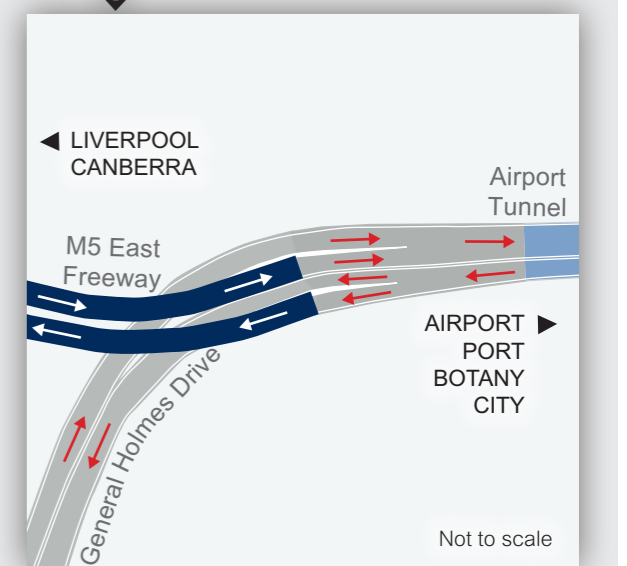 LIVERPOOL
CANBERRA
Airport
Tunnel
M5 East
Freeway
AIRPORT
PORT
BOTANY
CITY
General Holmes Drive
Not to scale